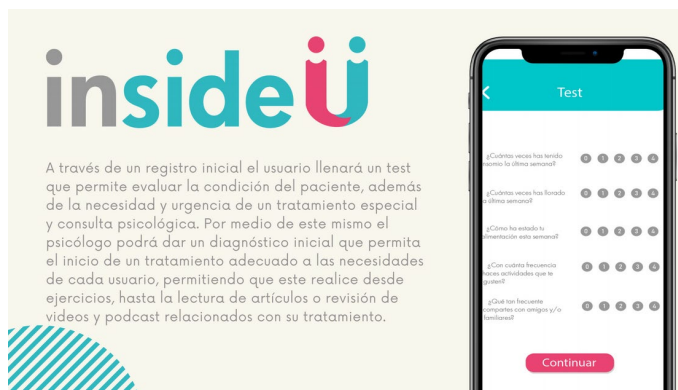 insideU
A través de un registro inicial el usuario llenará un test
que permite evaluar la condición del paciente, además
de la necesidad y urgencia de un tratamiento especial
y consulta psicológica. Por medio de este mismo el
psicólogo podrá dar un diagnóstico inicial que permita
el inicio de un tratamiento adecuado a las necesidades
de cada usuario, permitiendo que este realice desde
ejercicios, hasta la lectura de artículos o revisión de
videos y podcast relacionados con su tratamiento.
Test
¿Cuántas veces has tenido
nsomio la última semana?
0 1 2 3 4
¿Cuántas veces has llorado
a última semana?
0 1 2 3 4
¿Cómo ha estado tu
alimentación esta semana?
0 1 2 3 4
¿Con cuánta frecuencia
haces actividades que te
gusten?
0 1 2 3 4
¿Qué tan frecuente
compartes con amigos y/o
familiares?
0 1 2 3 4
Continuar